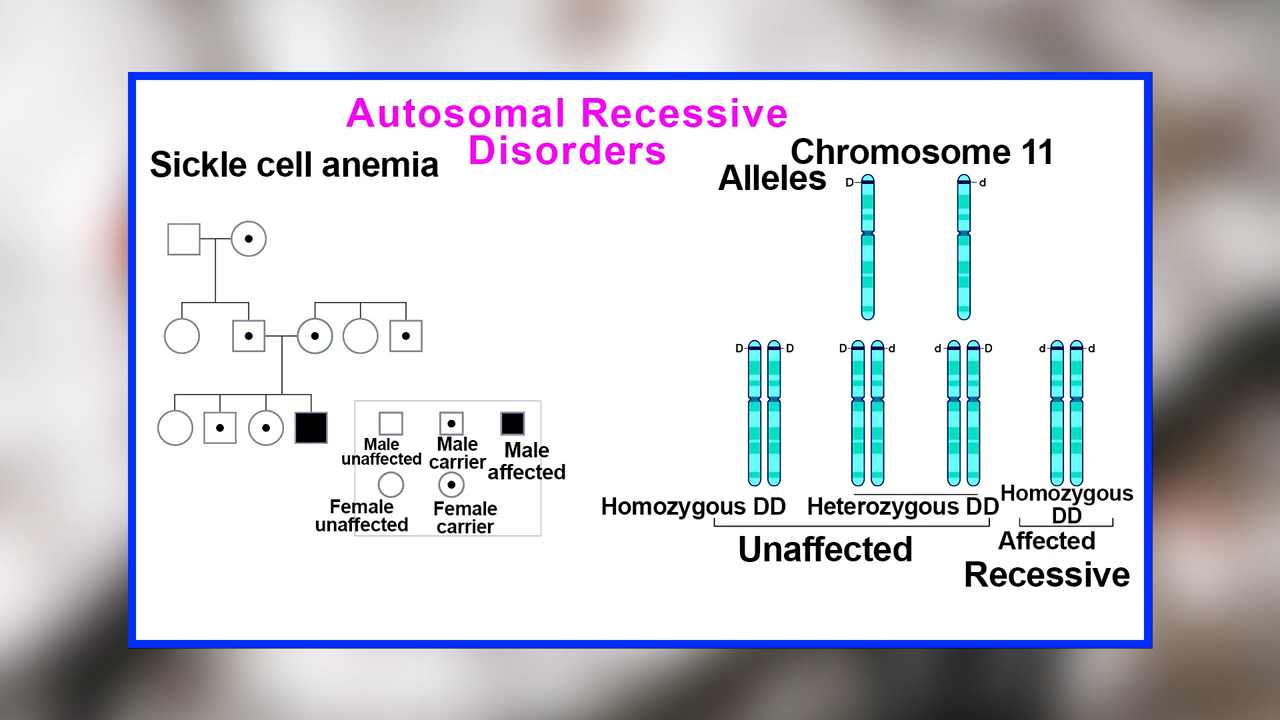 Autosomal Recessive
Disorders
Sickle cell anemia
Chromosome 11
Alleles
D
d
D
D
D
d
d
D
d
d
Male
unaffected
Male
carrier
Male
affected
Female
unaffected
Female
carrier
Homozygous DD
Heterozygous DD
Homozygous
DD
Unaffected
Affected
Recessive